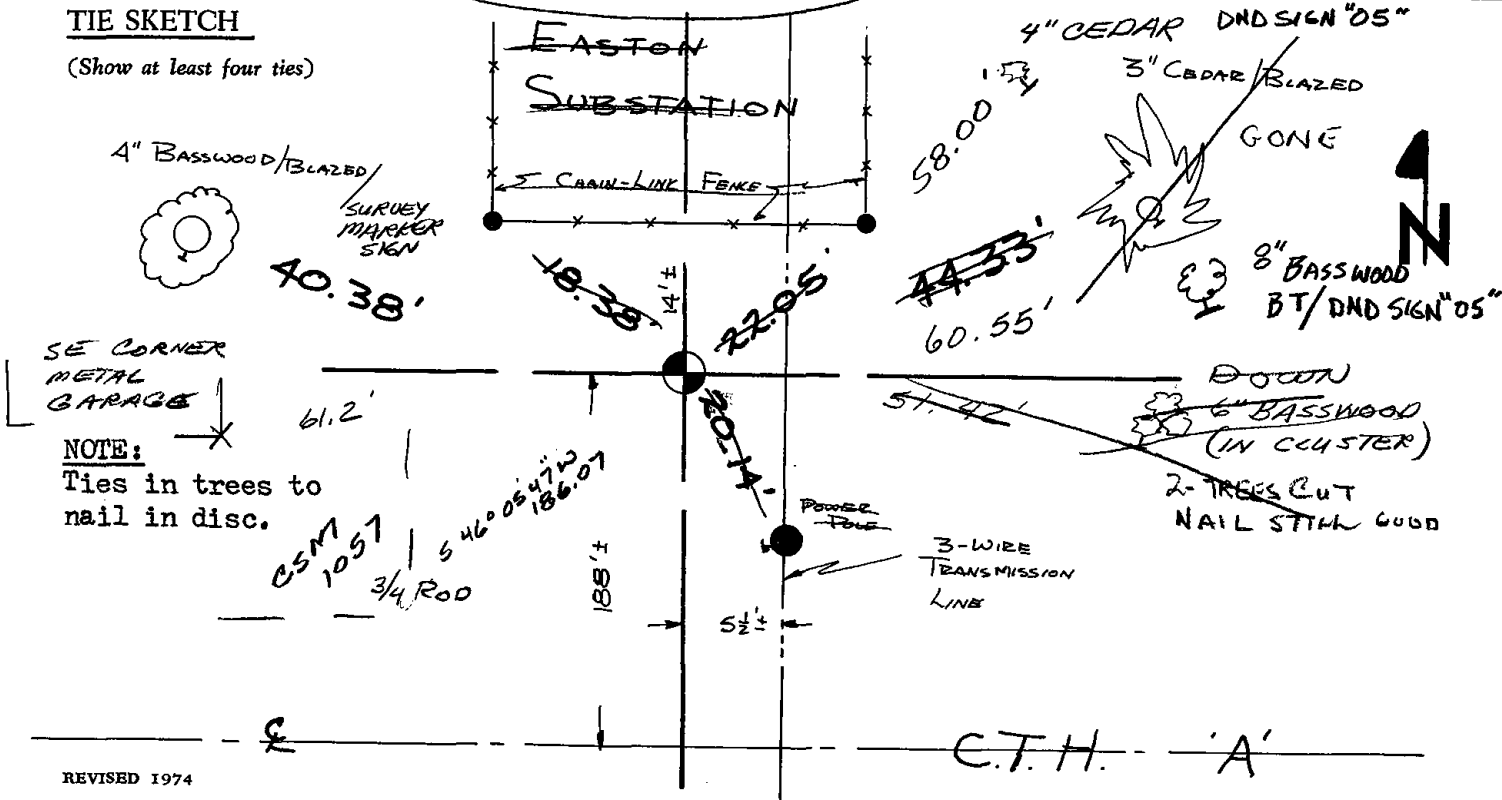 TIE SKETCH
(Show at least four ties)
EASTON
SUBSTATION
CHAIN-LINK FENCE
4" CEDAR DND SIGN "05"
3" CEDAR/BLAZED
GONE
58.00
4" BASSWOOD/BLAZED/
SURVEY
MARKER
SIGN
N
40.38'
18.38'
14'±
22.05'
44.33'
60.55'
8" BASSWOOD
BT/DND SIGN "05"
SE CORNER
METAL
GARAGE
61.2'
51.42'
DOWN
6" BASSWOOD
(IN CLUSTER)
2-TREES CUT
NAIL STILL GOOD
20.14'
NOTE:
Ties in trees to
nail in disc.
CSM
1057
3/4 ROD
S 46° 05' 47" W
186.07
188'±
POWER
POLE
3-WIRE
TRANSMISSION
LINE
5½'±
℄
C.T.H. 'A'
REVISED 1974